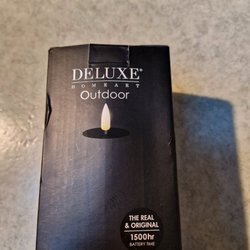 DELUXE®
HOMEART
Outdoor
THE REAL &
ORIGINAL
1500hr
BATTERY TIME